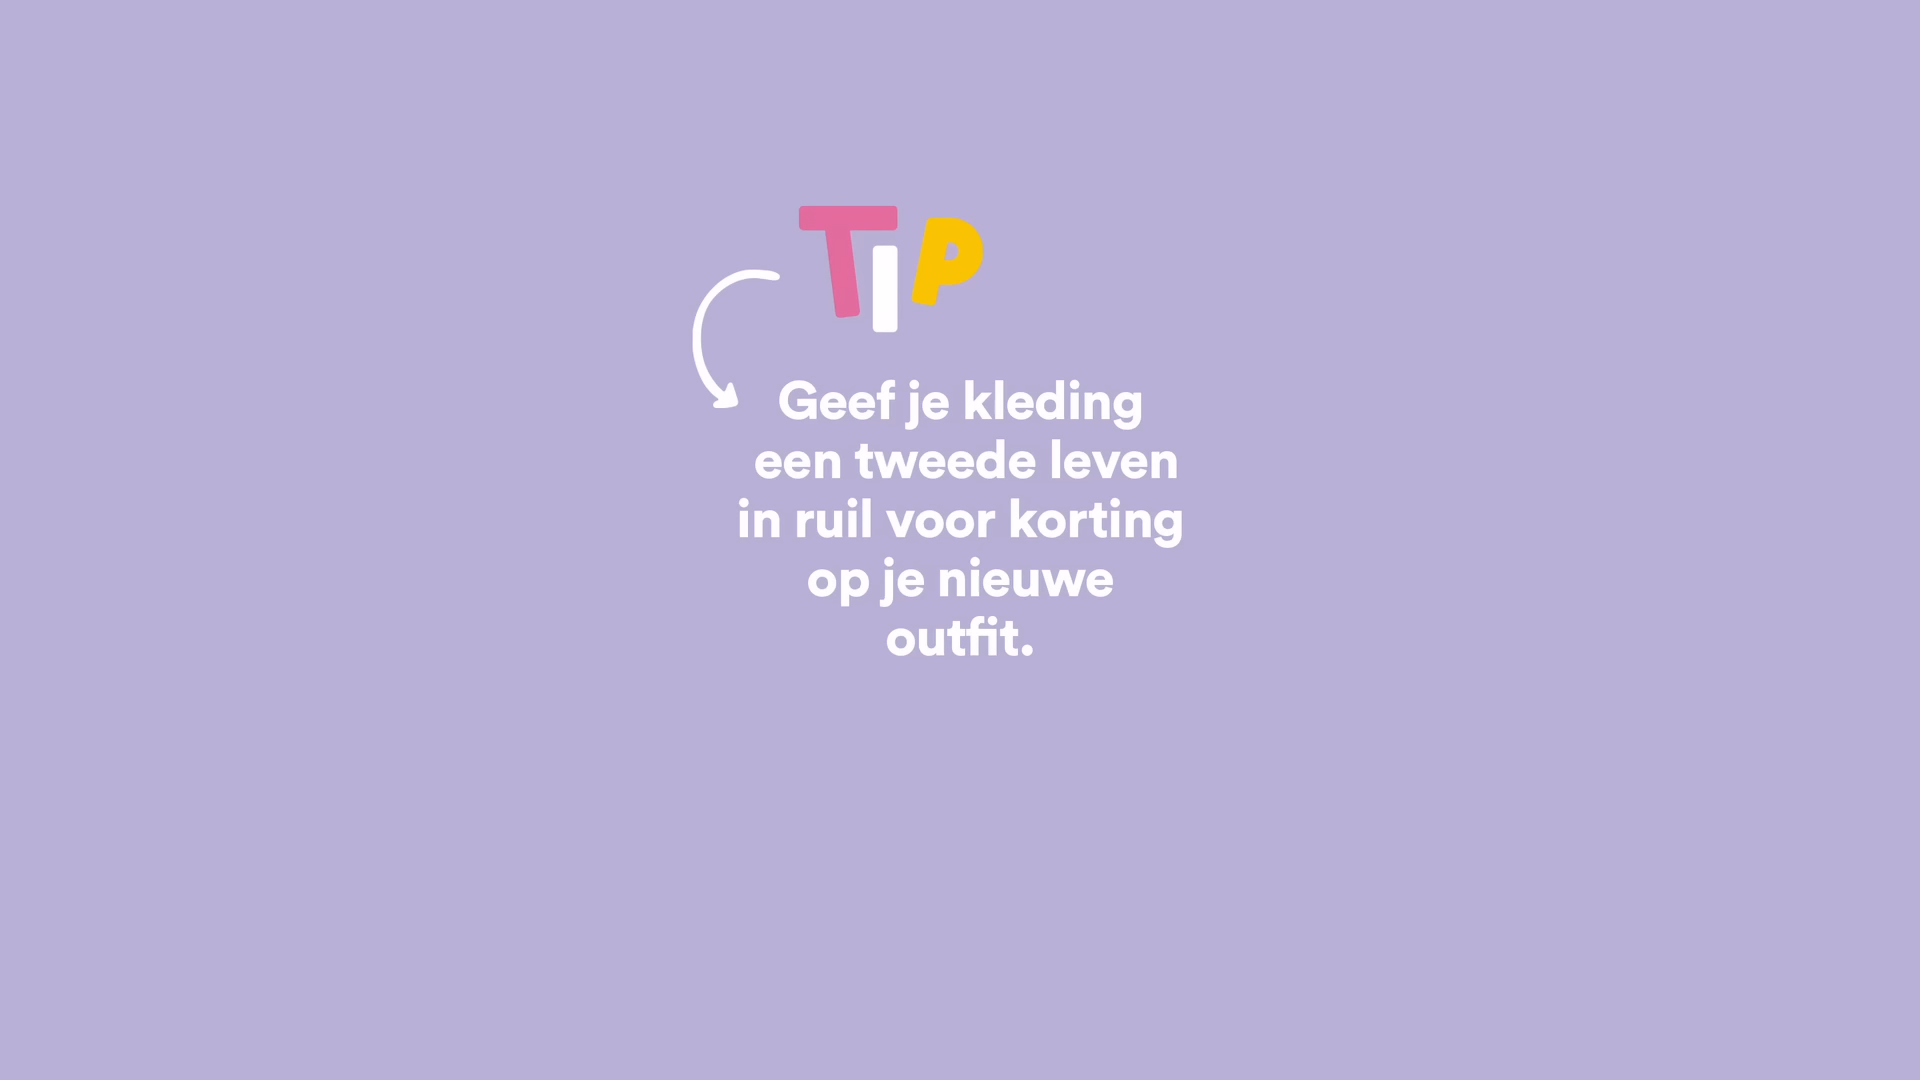 TIP
Geef je kleding
een tweede leven
in ruil voor korting
op je nieuwe
outfit.